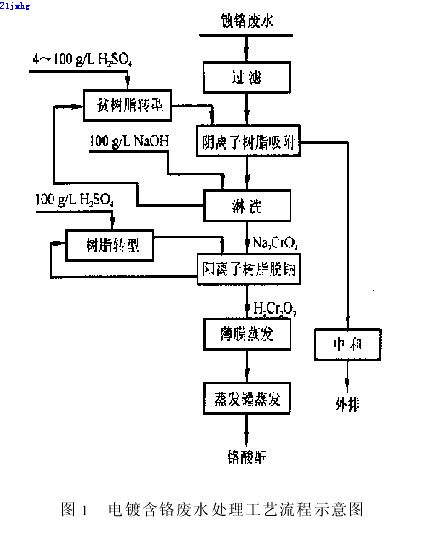 21jxhg
蚀铬废水
4～100 g/L H₂SO₄
过滤
贫树脂转型
阴离子树脂吸附
100 g/L NaOH
100 g/L H₂SO₄
淋洗
树脂转型
Na₂CrO₄
阳离子树脂脱钠
H₂Cr₂O₇
薄膜蒸发
中和
蒸发罐蒸发
外排
铬酸酐
图 1 电镀含铬废水处理工艺流程示意图